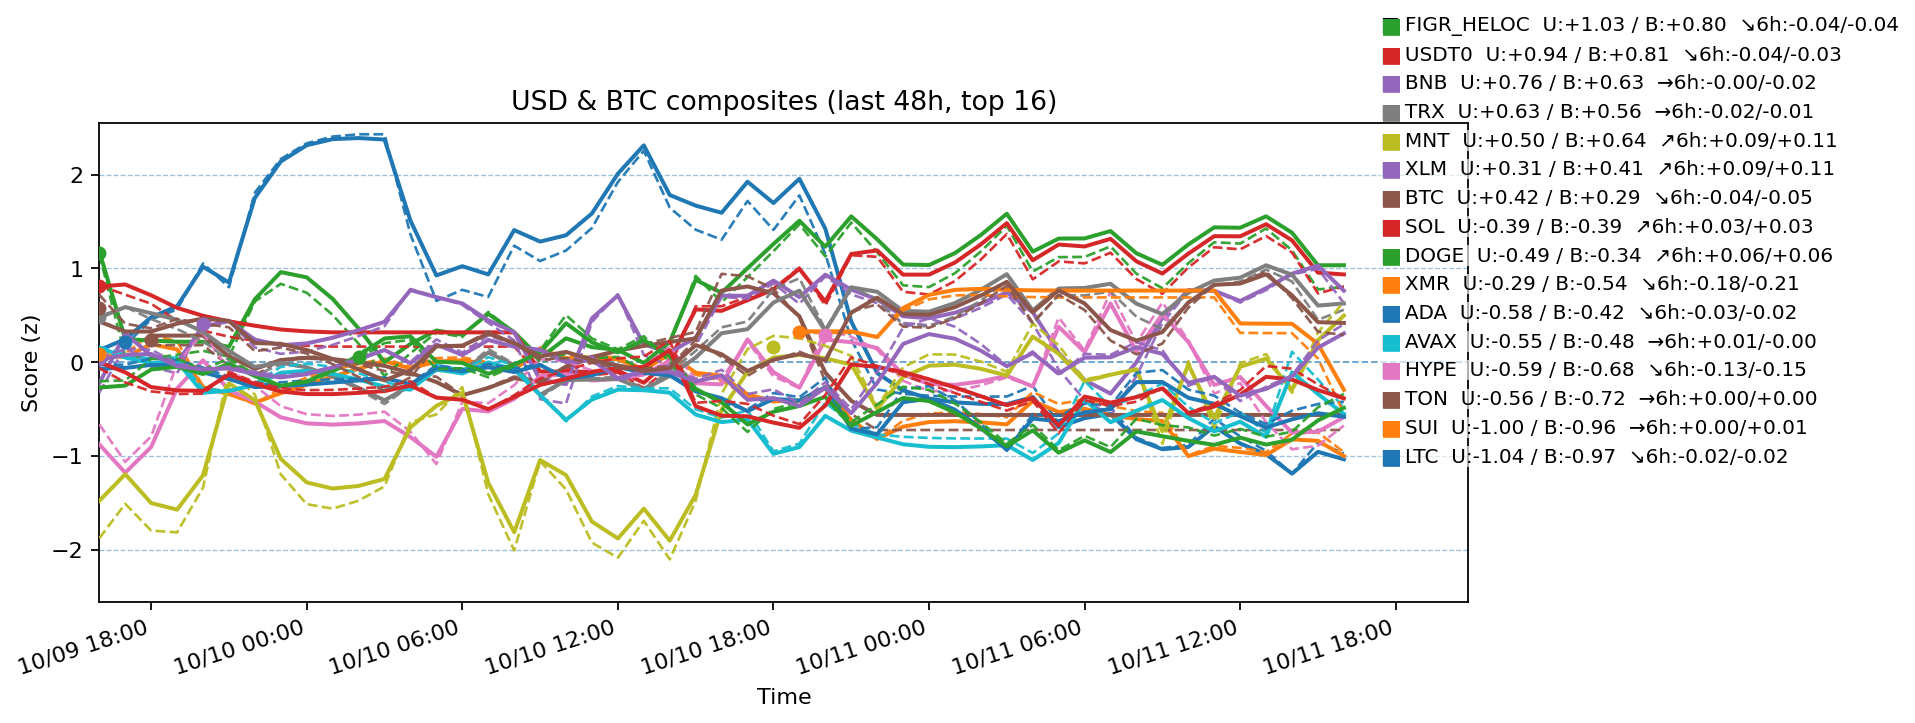 FIGR_HELOC U:+1.03 / B:+0.80 ↘6h:-0.04/-0.04
USDT0 U:+0.94 / B:+0.81 ↘6h:-0.04/-0.03
BNB U:+0.76 / B:+0.63 →6h:-0.00/-0.02
USD & BTC composites (last 48h, top 16)
TRX U:+0.63 / B:+0.56 →6h:-0.02/-0.01
MNT U:+0.50 / B:+0.64 ↗6h:+0.09/+0.11
XLM U:+0.31 / B:+0.41 ↗6h:+0.09/+0.11
BTC U:+0.42 / B:+0.29 ↘6h:-0.04/-0.05
SOL U:-0.39 / B:-0.39 ↗6h:+0.03/+0.03
DOGE U:-0.49 / B:-0.34 ↗6h:+0.06/+0.06
XMR U:-0.29 / B:-0.54 ↘6h:-0.18/-0.21
ADA U:-0.58 / B:-0.42 ↘6h:-0.03/-0.02
AVAX U:-0.55 / B:-0.48 →6h:+0.01/-0.00
HYPE U:-0.59 / B:-0.68 ↘6h:-0.13/-0.15
TON U:-0.56 / B:-0.72 →6h:+0.00/+0.00
SUI U:-1.00 / B:-0.96 →6h:+0.00/+0.01
LTC U:-1.04 / B:-0.97 ↘6h:-0.02/-0.02
Score (z)
2
1
0
−1
−2
10/09 18:00
10/10 00:00
10/10 06:00
10/10 12:00
10/10 18:00
10/11 00:00
10/11 06:00
10/11 12:00
10/11 18:00
Time